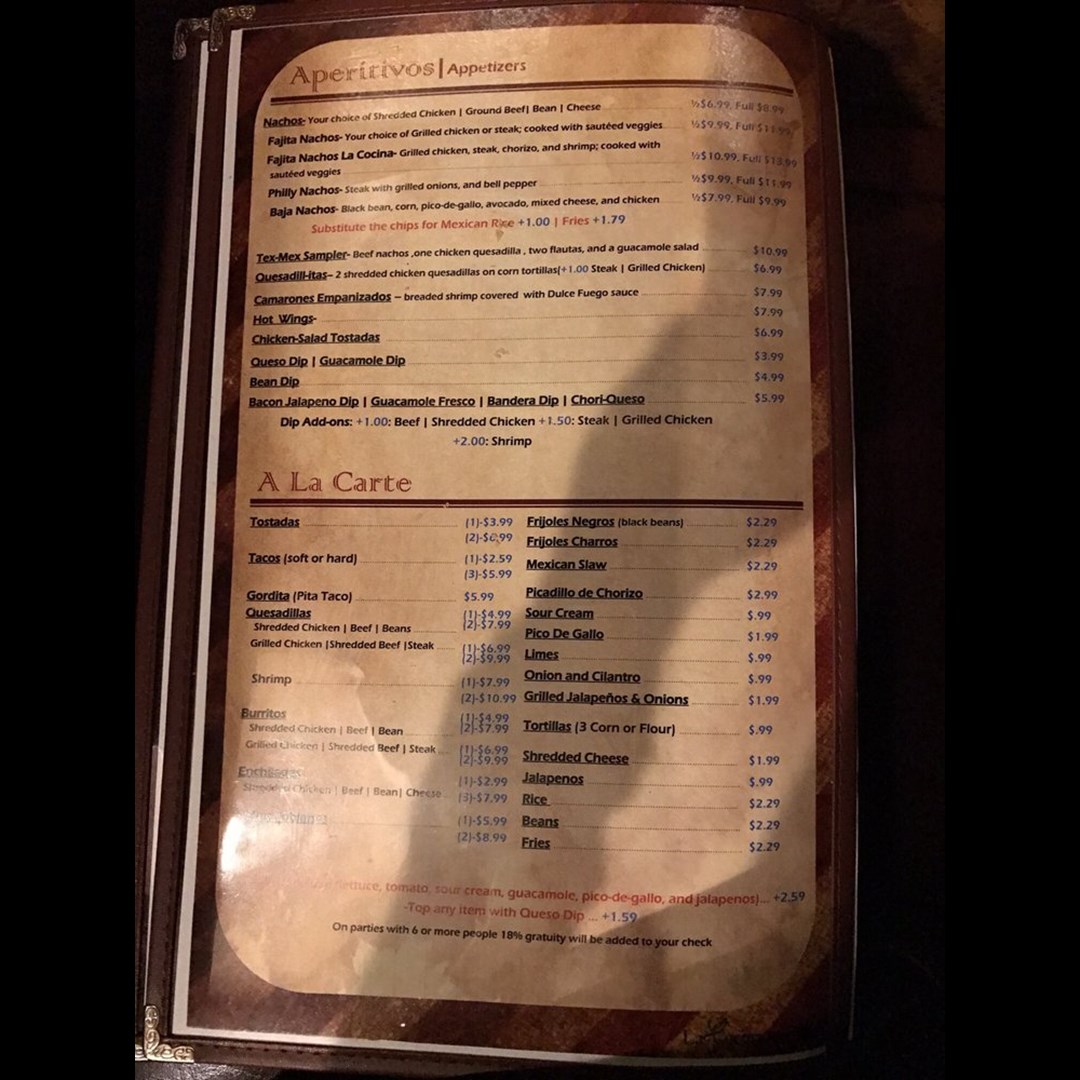 Aperitivos | Appetizers
Nachos- Your choice of Shredded Chicken | Ground Beef| Bean | Cheese ½$6.99, Full $8.99
Fajita Nachos- Your choice of Grilled chicken or steak; cooked with sautéed veggies ½$9.99, Full $11.99
Fajita Nachos La Cocina- Grilled chicken, steak, chorizo, and shrimp; cooked with
sautéed veggies ½$10.99, Full $13.99
Philly Nachos- Steak with grilled onions, and bell pepper ½$9.99, Full $11.99
Baja Nachos- Black bean, corn, pico-de-gallo, avocado, mixed cheese, and chicken ½$7.99, Full $9.99
Substitute the chips for Mexican Rice +1.00 | Fries +1.79
Tex-Mex Sampler- Beef nachos ,one chicken quesadilla , two flautas, and a guacamole salad $10.99
Quesadill-itas– 2 shredded chicken quesadillas on corn tortillas(+1.00 Steak | Grilled Chicken) $6.99
Camarones Empanizados – breaded shrimp covered with Dulce Fuego sauce $7.99
Hot Wings- $7.99
Chicken-Salad Tostadas $6.99
Queso Dip | Guacamole Dip $3.99
Bean Dip $4.99
Bacon Jalapeno Dip | Guacamole Fresco | Bandera Dip | Chori-Queso $5.99
Dip Add-ons: +1.00: Beef | Shredded Chicken +1.50: Steak | Grilled Chicken
+2.00: Shrimp
A La Carte
Tostadas (1)-$3.99
(2)-$6.99
Tacos (soft or hard) (1)-$2.59
(3)-$5.99
Gordita (Pita Taco) $5.99
Quesadillas (1)-$4.99
Shredded Chicken | Beef | Beans (2)-$7.99
Grilled Chicken |Shredded Beef |Steak (1)-$6.99
(2)-$9.99
Shrimp (1)-$7.99
(2)-$10.99
Burritos (1)-$4.99
Shredded Chicken | Beef | Bean (2)-$7.99
Grilled Chicken | Shredded Beef | Steak (1)-$6.99
(2)-$9.99
Enchiladas (1)-$2.99
Shredded Chicken | Beef | Bean| Cheese (3)-$7.99
(1)-$5.99
(2)-$8.99
Frijoles Negros (black beans) $2.29
Frijoles Charros $2.29
Mexican Slaw $2.29
Picadillo de Chorizo $2.99
Sour Cream $.99
Pico De Gallo $1.99
Limes $.99
Onion and Cilantro $.99
Grilled Jalapeños & Onions $1.99
Tortillas (3 Corn or Flour) $.99
Shredded Cheese $1.99
Jalapenos $.99
Rice $2.29
Beans $2.29
Fries $2.29
lettuce, tomato, sour cream, guacamole, pico-de-gallo, and jalapenos)... +2.59
-Top any item with Queso Dip ... +1.59
On parties with 6 or more people 18% gratuity will be added to your check